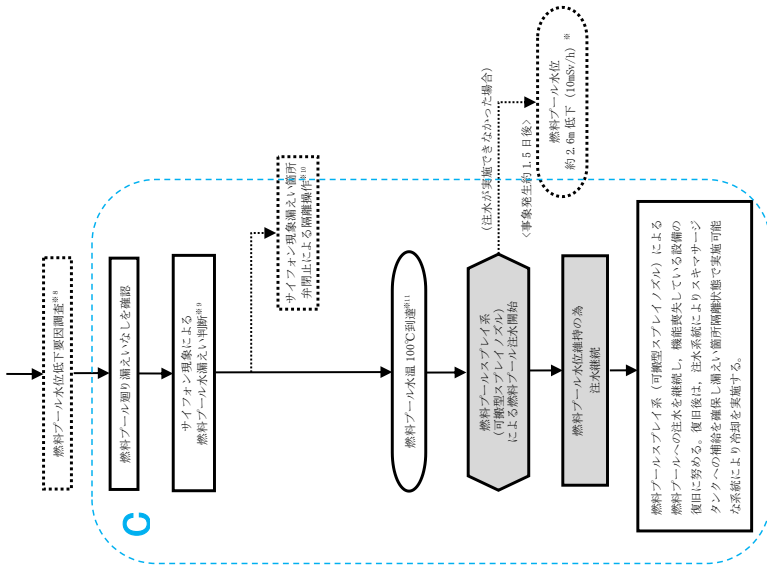 燃料プール水位低下要因調査※8
C
燃料プール廻り漏えいなしを確認
サイフォン現象による
燃料プール水漏えい判断※9
サイフォン現象漏えい箇所
弁閉止による隔離操作※10
燃料プール水温 100℃到達※11
燃料プールスプレイ系
(可搬型スプレイノズル)
による燃料プール注水開始
(注水が実施できなかった場合)
<事象発生約 1.5 日後>
燃料プール水位
約 2.6m 低下 (10mSv/h) ※
燃料プール水位維持の為
注水継続
燃料プールスプレイ系 (可搬型スプレイノズル) による
燃料プールへの注水を継続し，機能喪失している設備の
復旧に努める。復旧後は，注水系統によりスキマサージ
タンクへの補給を確保し漏えい箇所隔離状態で実施可能
な系統により冷却を実施する。